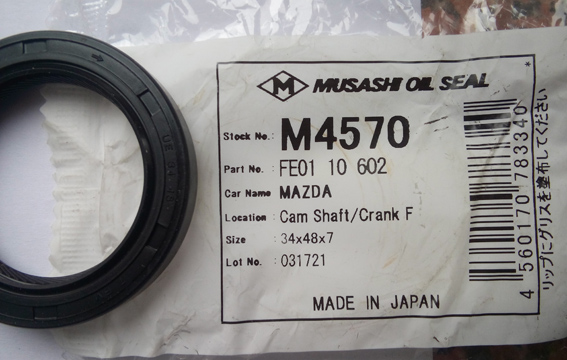 M MUSASHI OIL SEAL
Stock No. : M4570
Part No. : FE01 10 602
Car Name : MAZDA
Location : Cam Shaft/Crank F
Size : 34x48x7
Lot No. : 031721
MADE IN JAPAN
4 560170 783340
リップにグリスを塗布してください